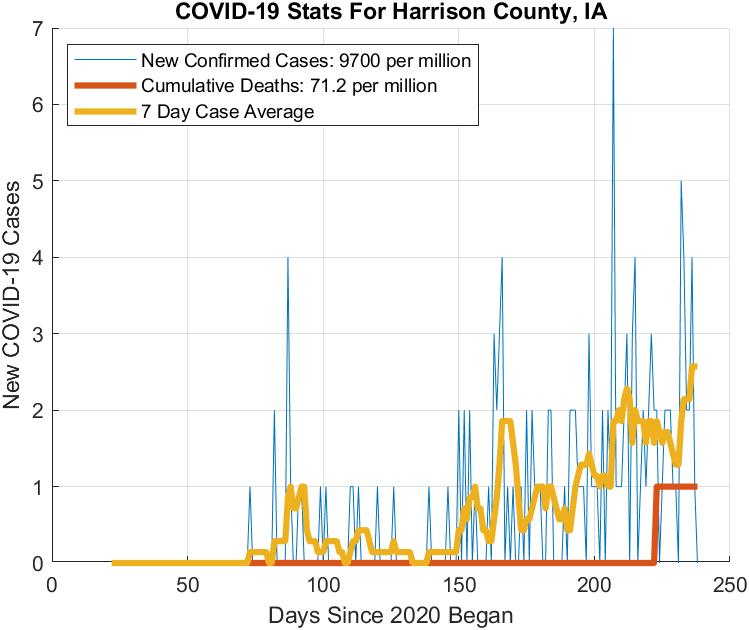 COVID-19 Stats For Harrison County, IA
New Confirmed Cases: 9700 per million
Cumulative Deaths: 71.2 per million
7 Day Case Average
New COVID-19 Cases
7
6
5
4
3
2
1
0
0 50 100 150 200 250
Days Since 2020 Began